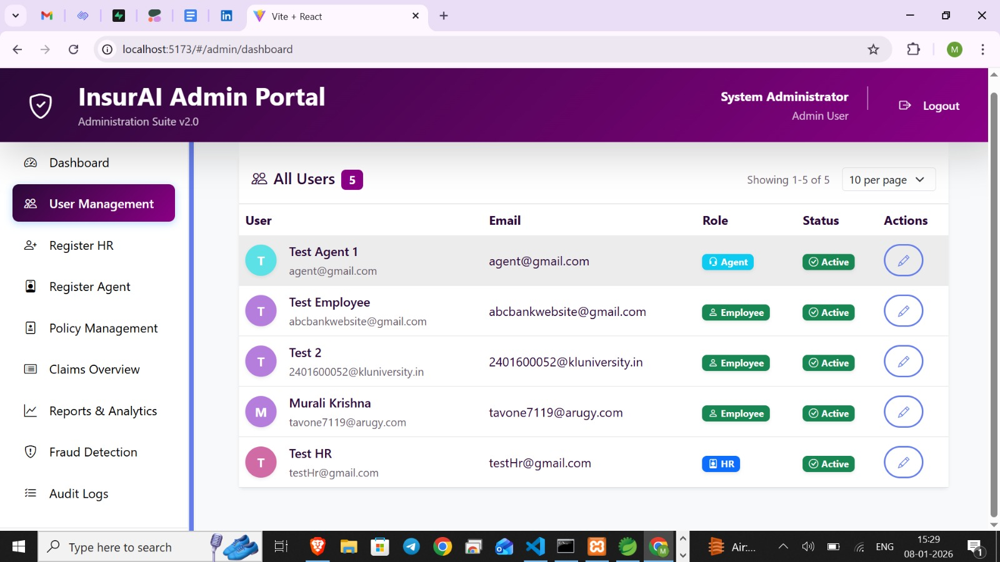 Vite + React
localhost:5173/#/admin/dashboard
M
InsurAI Admin Portal
Administration Suite v2.0
System Administrator
Admin User
Logout
Dashboard
User Management
Register HR
Register Agent
Policy Management
Claims Overview
Reports & Analytics
Fraud Detection
Audit Logs
All Users 5
Showing 1-5 of 5
10 per page
User Email Role Status Actions
T Test Agent 1
agent@gmail.com
agent@gmail.com Agent Active
T Test Employee
abcbankwebsite@gmail.com
abcbankwebsite@gmail.com Employee Active
T Test 2
2401600052@kluniversity.in
2401600052@kluniversity.in Employee Active
M Murali Krishna
tavone7119@arugy.com
tavone7119@arugy.com Employee Active
T Test HR
testHr@gmail.com
testHr@gmail.com HR Active
Type here to search
Air:...
ENG
15:29
08-01-2026
1